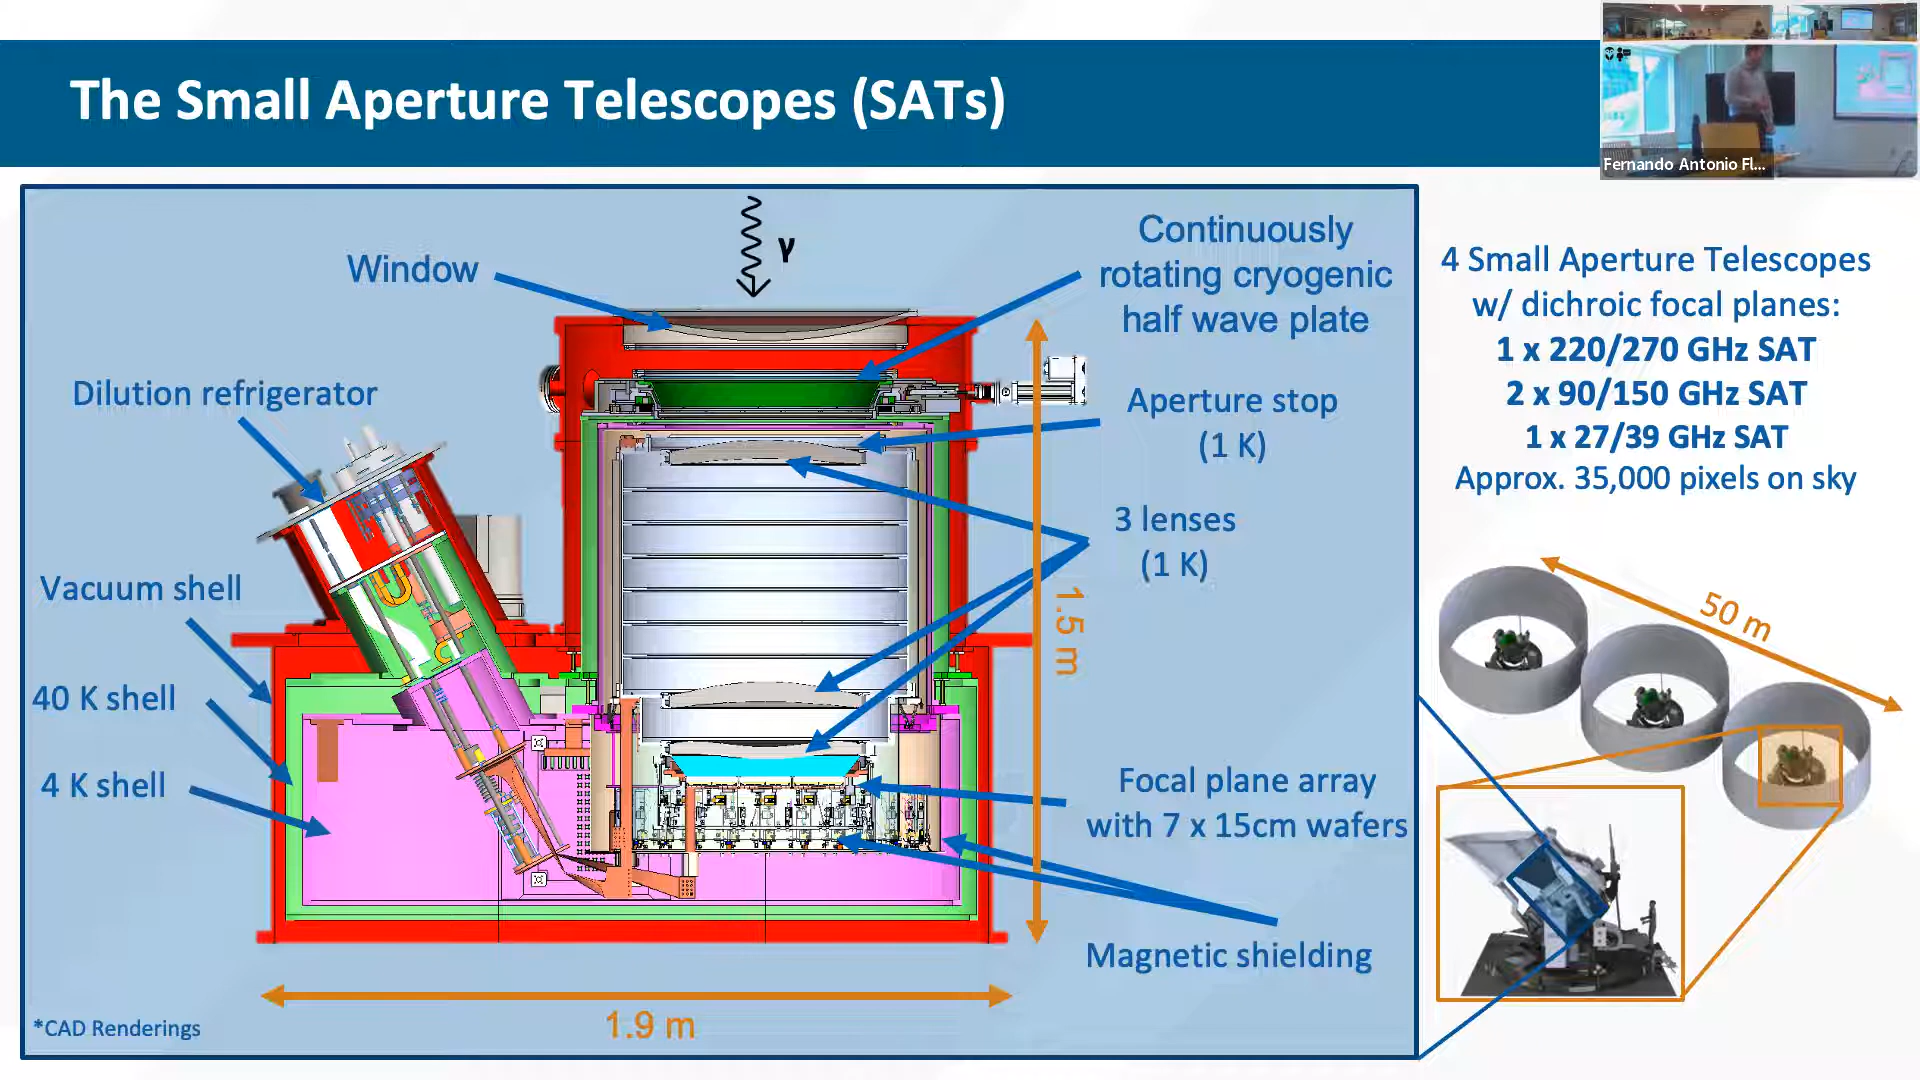 The Small Aperture Telescopes (SATs)
Fernando Antonio Fl...
γ
Window
Continuously
rotating cryogenic
half wave plate
Dilution refrigerator
Aperture stop
(1 K)
3 lenses
(1 K)
Vacuum shell
1.5 m
40 K shell
4 K shell
Focal plane array
with 7 x 15cm wafers
Magnetic shielding
1.9 m
*CAD Renderings
4 Small Aperture Telescopes
w/ dichroic focal planes:
1 x 220/270 GHz SAT
2 x 90/150 GHz SAT
1 x 27/39 GHz SAT
Approx. 35,000 pixels on sky
50 m